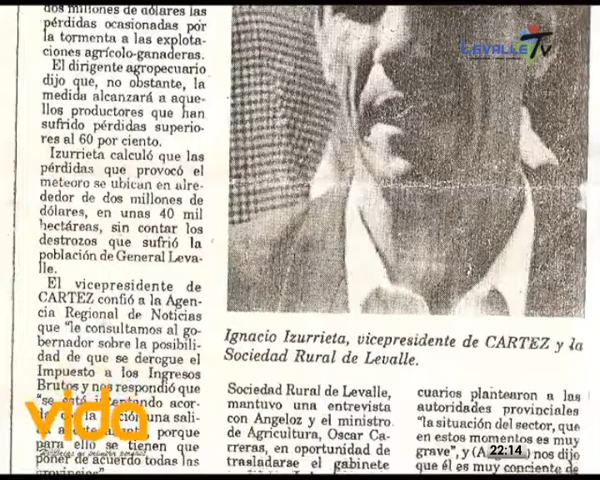 dos millones de dólares las
pérdidas ocasionadas por
la tormenta a las explota-
ciones agrícolo-ganaderas.
El dirigente agropecuario
dijo que, no obstante, la
medida alcanzará a aque-
llos productores que han
sufrido pérdidas superio-
res al 60 por ciento.
Izurrieta calculó que las
pérdidas que provocó el
meteoro se ubican en alre-
dedor de dos millones de
dólares, en unas 40 mil
hectáreas, sin contar los
destrozos que sufrió la
población de General Leva-
lle.
El vicepresidente de
CARTEZ confió a la Agen-
cia Regional de Noticias
que "le consultamos al go-
bernador sobre la posibili-
dad de que se derogue el
Impuesto a los Ingresos
Brutos y nos respondió que
"se está intentando acor-
la una sali-
porque
para ello se tienen que
poner de acuerdo todas las
LEVALLE TV
Ignacio Izurrieta, vicepresidente de CARTEZ y la
Sociedad Rural de Levalle.
Sociedad Rural de Levalle,
mantuvo una entrevista
con Angeloz y el ministro
de Agricultura, Oscar Ca-
rreras, en oportunidad de
trasladarse el gabinete
cuarios plantearon a las
autoridades provinciales
"la situación del sector, que
en estos momentos es muy
grave", y nos dijo
que él es muy conciente de
vida
22:14